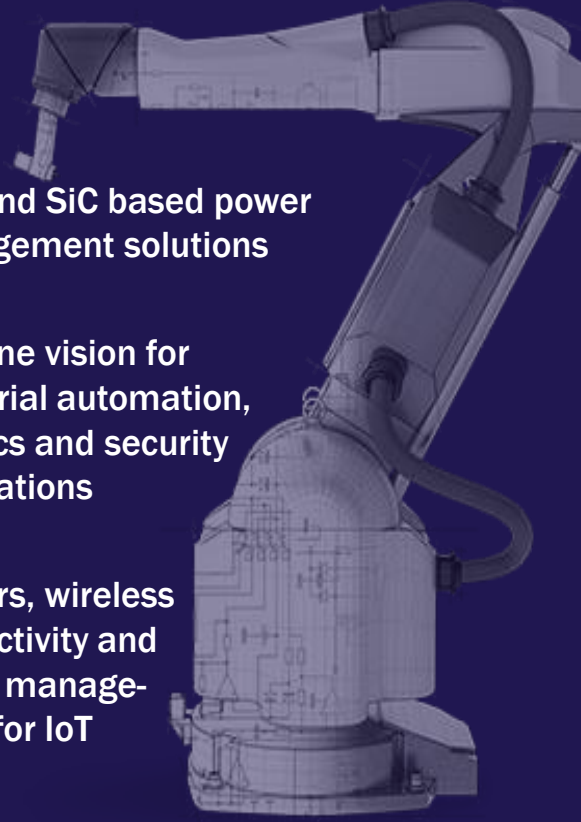 nd SiC based power
gement solutions
ne vision for
rial automation,
cs and security
ations
rs, wireless
ctivity and
manage-
for IoT